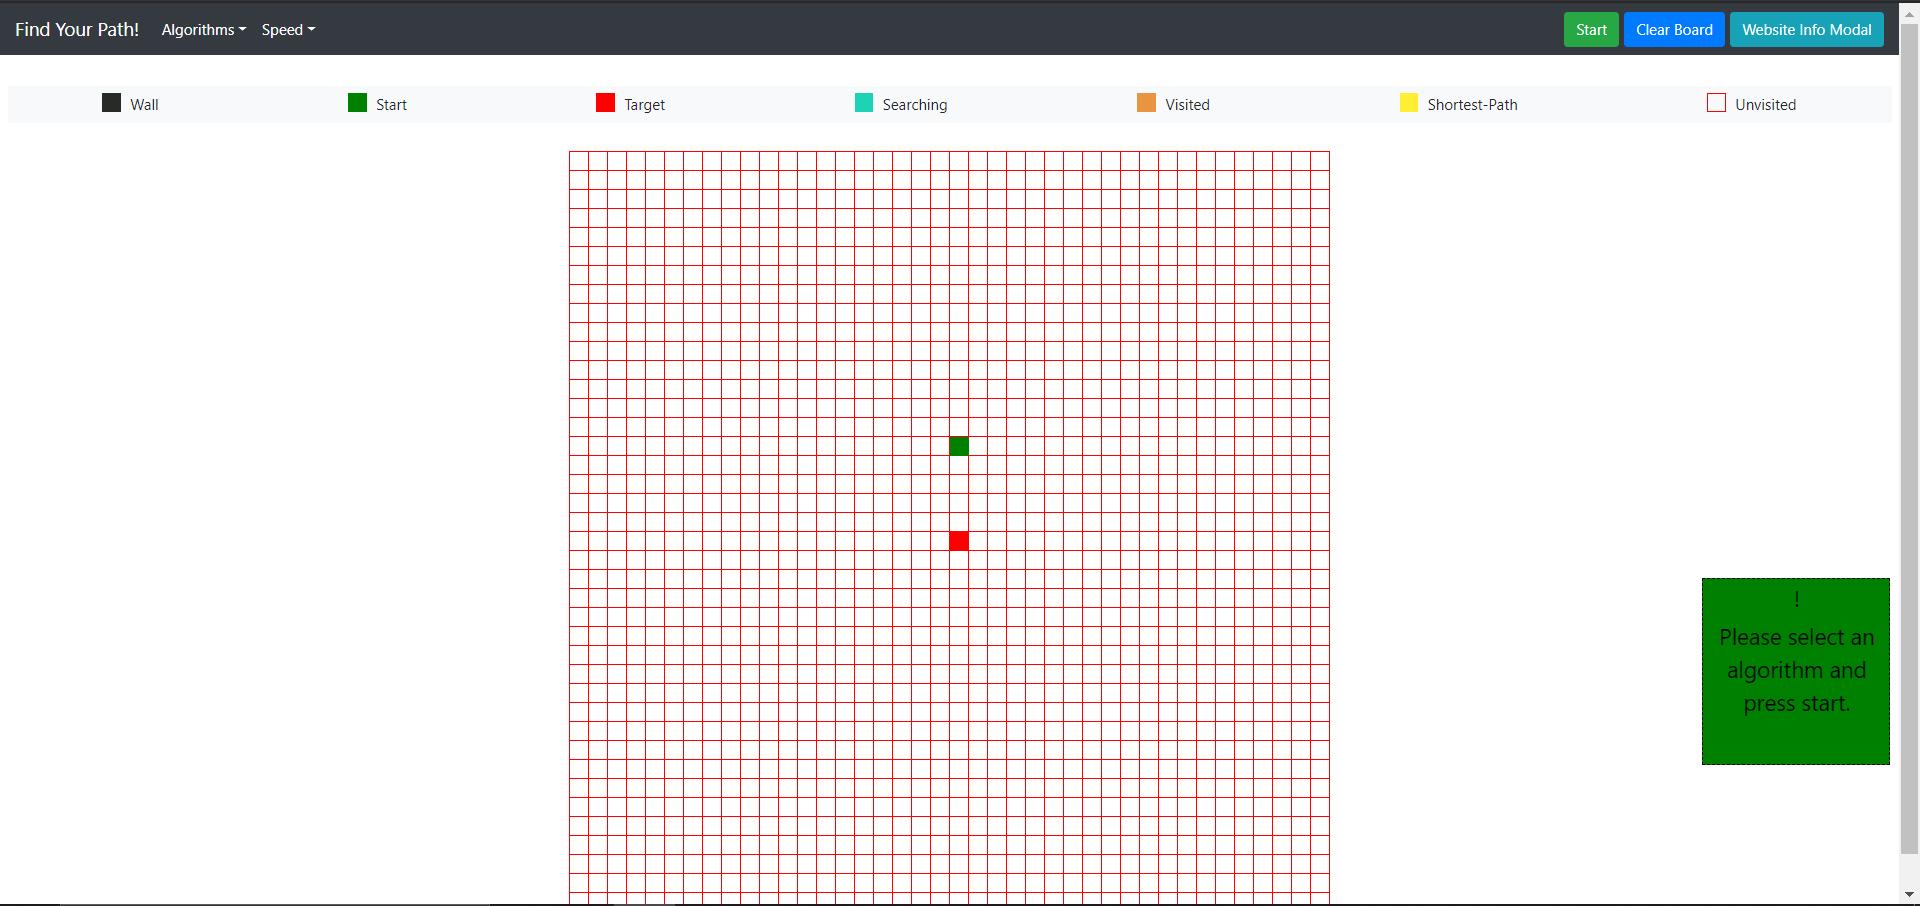 Find Your Path! Algorithms Speed Start Clear Board Website Info Modal
Wall Start Target Searching Visited Shortest-Path Unvisited
!
Please select an
algorithm and
press start.